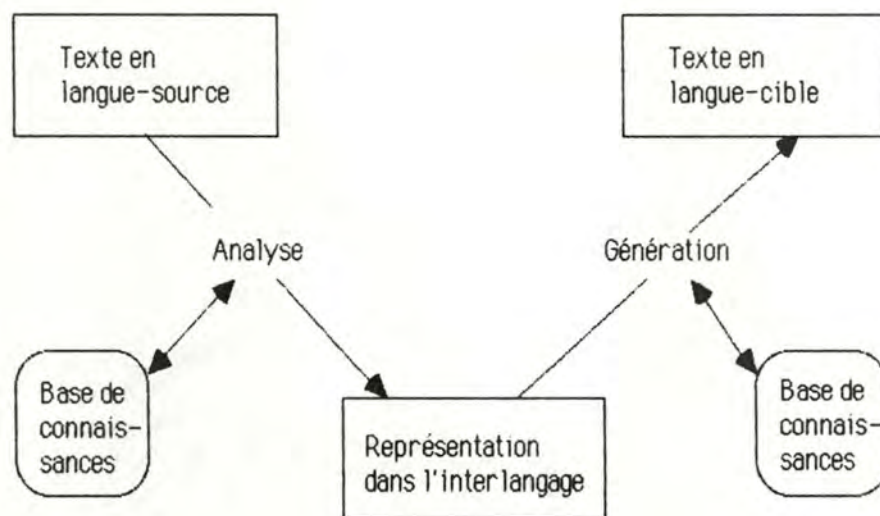 Texte en
langue-source
Texte en
langue-cible
Analyse
Génération
Base de
connais-
sances
Représentation
dans l'interlangage
Base de
connais-
sances